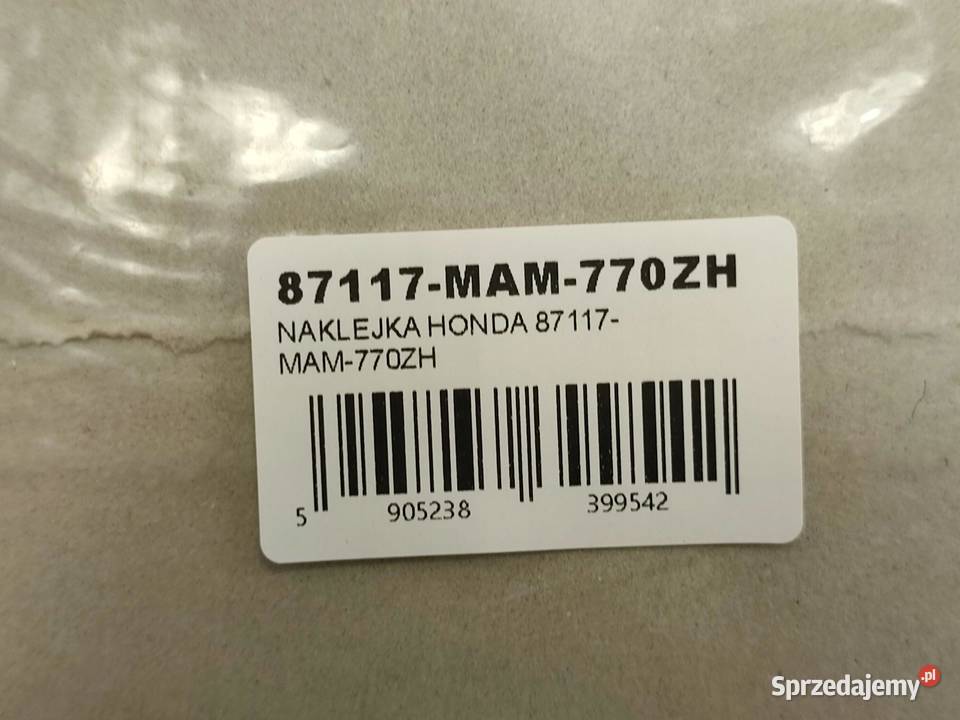 87117-MAM-770ZH
NAKLEJKA HONDA 87117-
MAM-770ZH
5 905238 399542
Sprzedajemy.pl